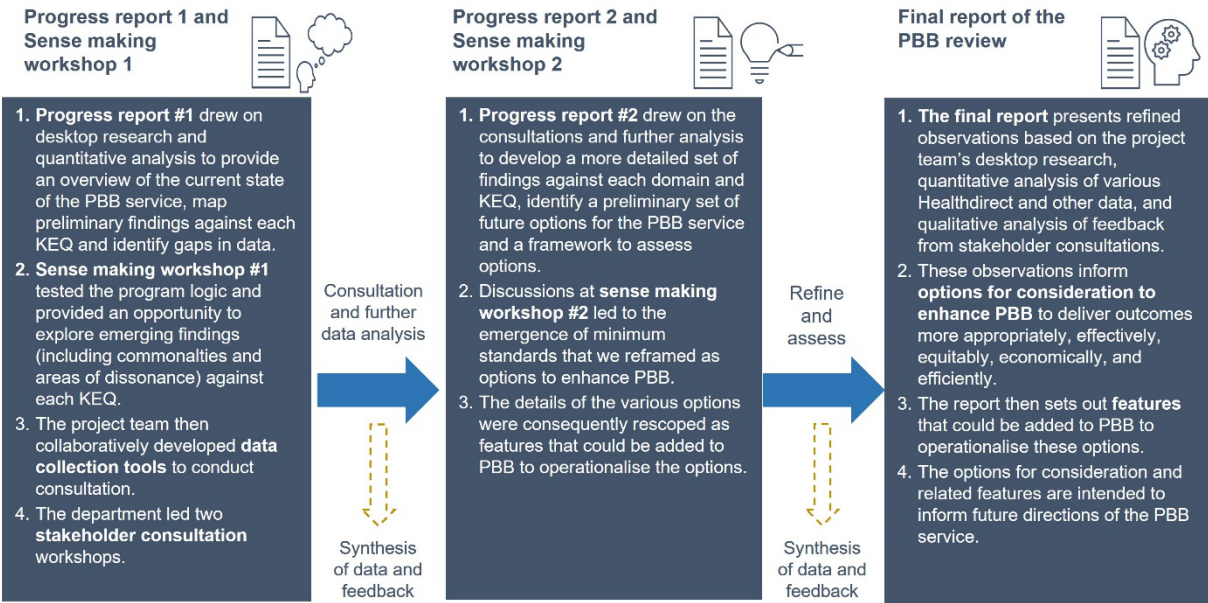 Progress report 1 and
Sense making
workshop 1
1. Progress report #1 drew on
desktop research and
quantitative analysis to provide
an overview of the current state
of the PBB service, map
preliminary findings against each
KEQ and identify gaps in data.
2. Sense making workshop #1
tested the program logic and
provided an opportunity to
explore emerging findings
(including commonalties and
areas of dissonance) against
each KEQ.
3. The project team then
collaboratively developed data
collection tools to conduct
consultation.
4. The department led two
stakeholder consultation
workshops.
Consultation
and further
data analysis
Synthesis
of data and
feedback
Progress report 2 and
Sense making
workshop 2
1. Progress report #2 drew on the
consultations and further analysis
to develop a more detailed set of
findings against each domain and
KEQ, identify a preliminary set of
future options for the PBB service
and a framework to assess
options.
2. Discussions at sense making
workshop #2 led to the
emergence of minimum
standards that we reframed as
options to enhance PBB.
3. The details of the various options
were consequently rescoped as
features that could be added to
PBB to operationalise the options.
Refine
and
assess
Synthesis
of data and
feedback
Final report of the
PBB review
1. The final report presents refined
observations based on the project
team's desktop research,
quantitative analysis of various
Healthdirect and other data, and
qualitative analysis of feedback
from stakeholder consultations.
2. These observations inform
options for consideration to
enhance PBB to deliver outcomes
more appropriately, effectively,
equitably, economically, and
efficiently.
3. The report then sets out features
that could be added to PBB to
operationalise these options.
4. The options for consideration and
related features are intended to
inform future directions of the PBB
service.